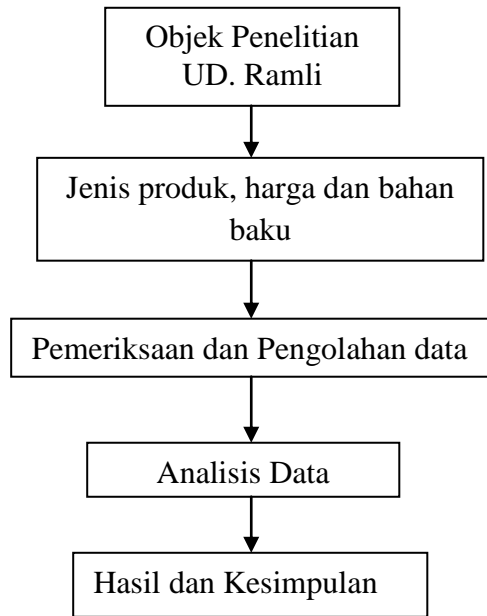 Objek Penelitian
UD. Ramli
Jenis produk, harga dan bahan
baku
Pemeriksaan dan Pengolahan data
Analisis Data
Hasil dan Kesimpulan